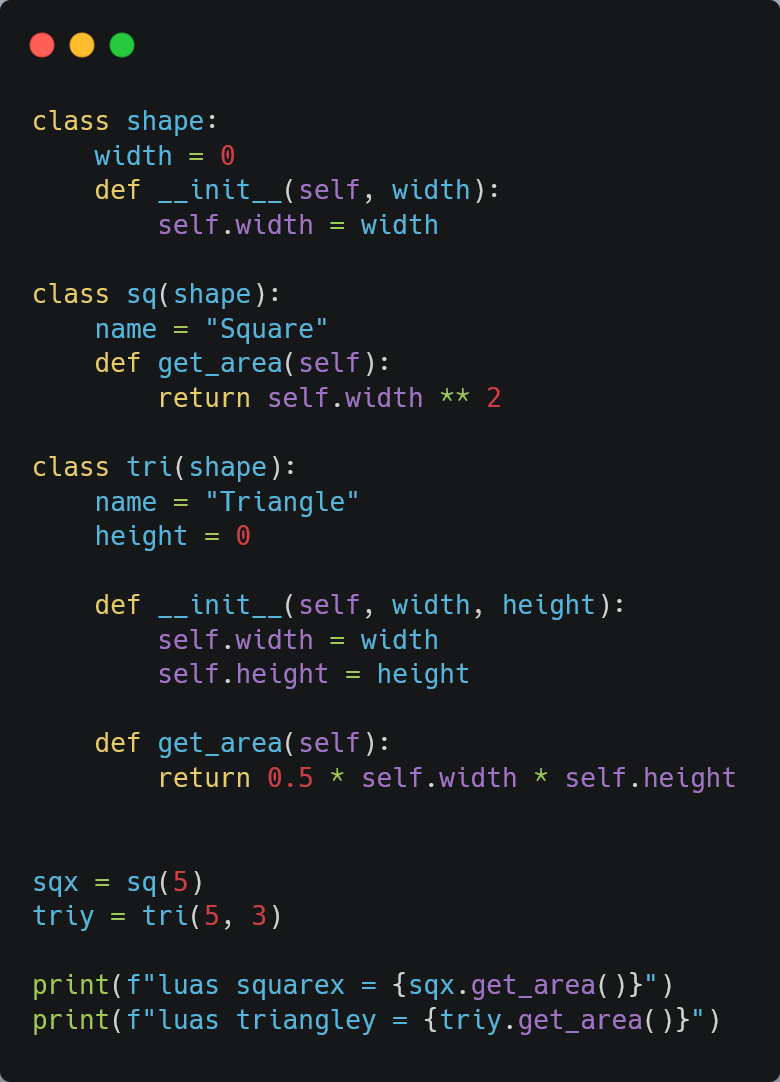 class shape:
    width = 0
    def __init__(self, width):
        self.width = width

class sq(shape):
    name = "Square"
    def get_area(self):
        return self.width ** 2

class tri(shape):
    name = "Triangle"
    height = 0

    def __init__(self, width, height):
        self.width = width
        self.height = height

    def get_area(self):
        return 0.5 * self.width * self.height


sqx = sq(5)
triy = tri(5, 3)

print(f"luas squarex = {sqx.get_area()}")
print(f"luas triangley = {triy.get_area()}")